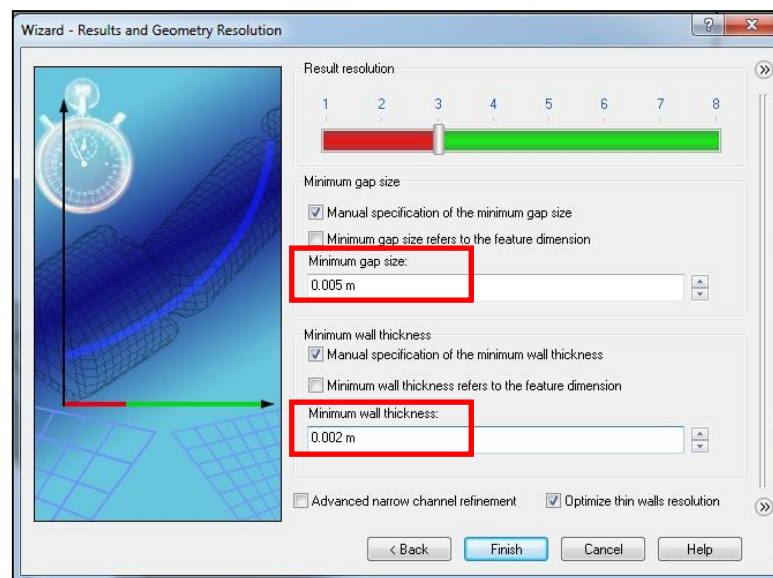 Wizard - Results and Geometry Resolution
Result resolution
1 2 3 4 5 6 7 8
Minimum gap size
Manual specification of the minimum gap size
Minimum gap size refers to the feature dimension
Minimum gap size:
0.005 m
Minimum wall thickness
Manual specification of the minimum wall thickness
Minimum wall thickness refers to the feature dimension
Minimum wall thickness:
0.002 m
Advanced narrow channel refinement Optimize thin walls resolution
< Back Finish Cancel Help